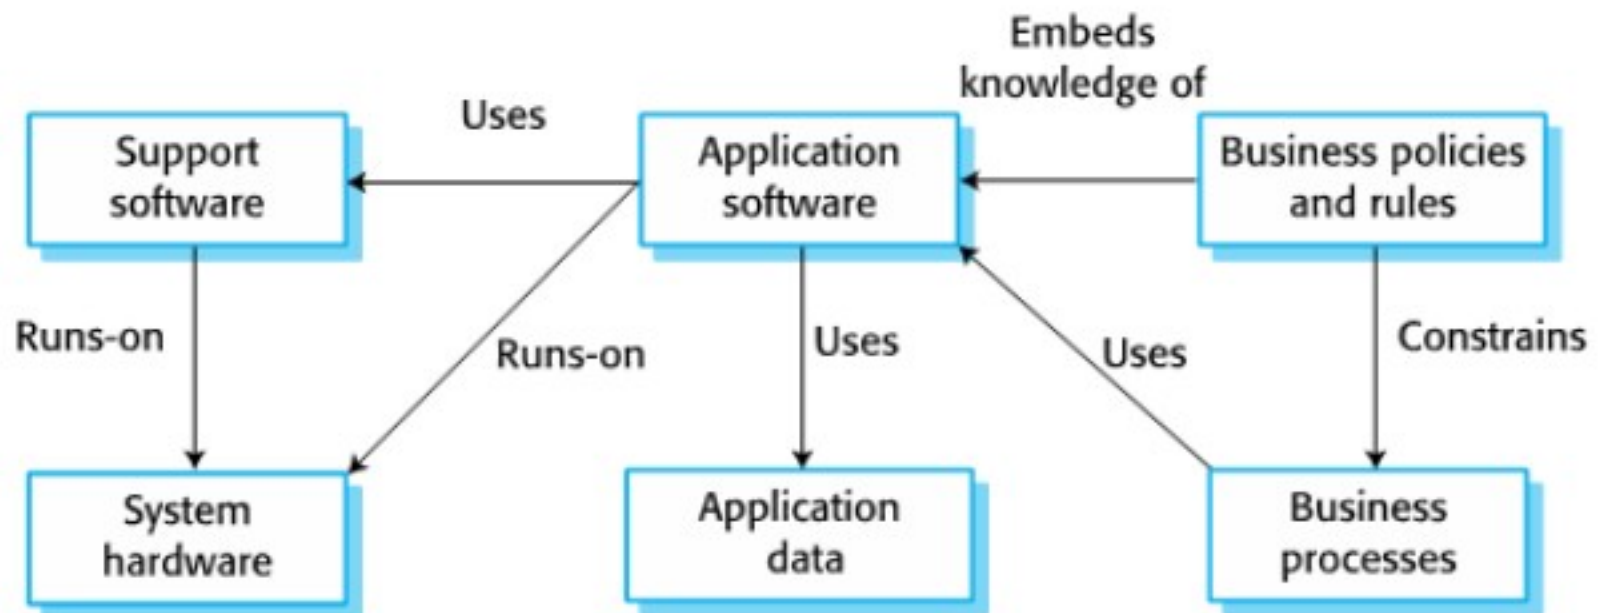 Embeds
knowledge of
Uses
Support
software
Application
software
Business policies
and rules
Runs-on
Runs-on
Uses
Uses
Constrains
System
hardware
Application
data
Business
processes